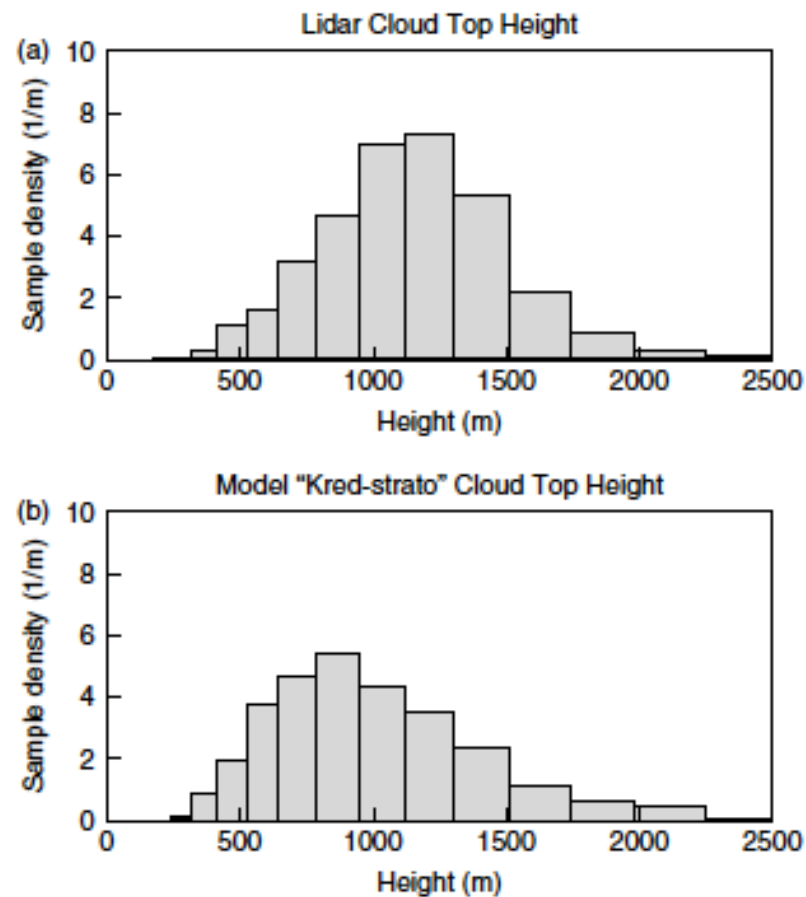 Lidar Cloud Top Height
(a)
10
8
6
4
2
0
Sample density (1/m)
0 500 1000 1500 2000 2500
Height (m)
Model “Kred-strato” Cloud Top Height
(b)
10
8
6
4
2
0
Sample density (1/m)
0 500 1000 1500 2000 2500
Height (m)